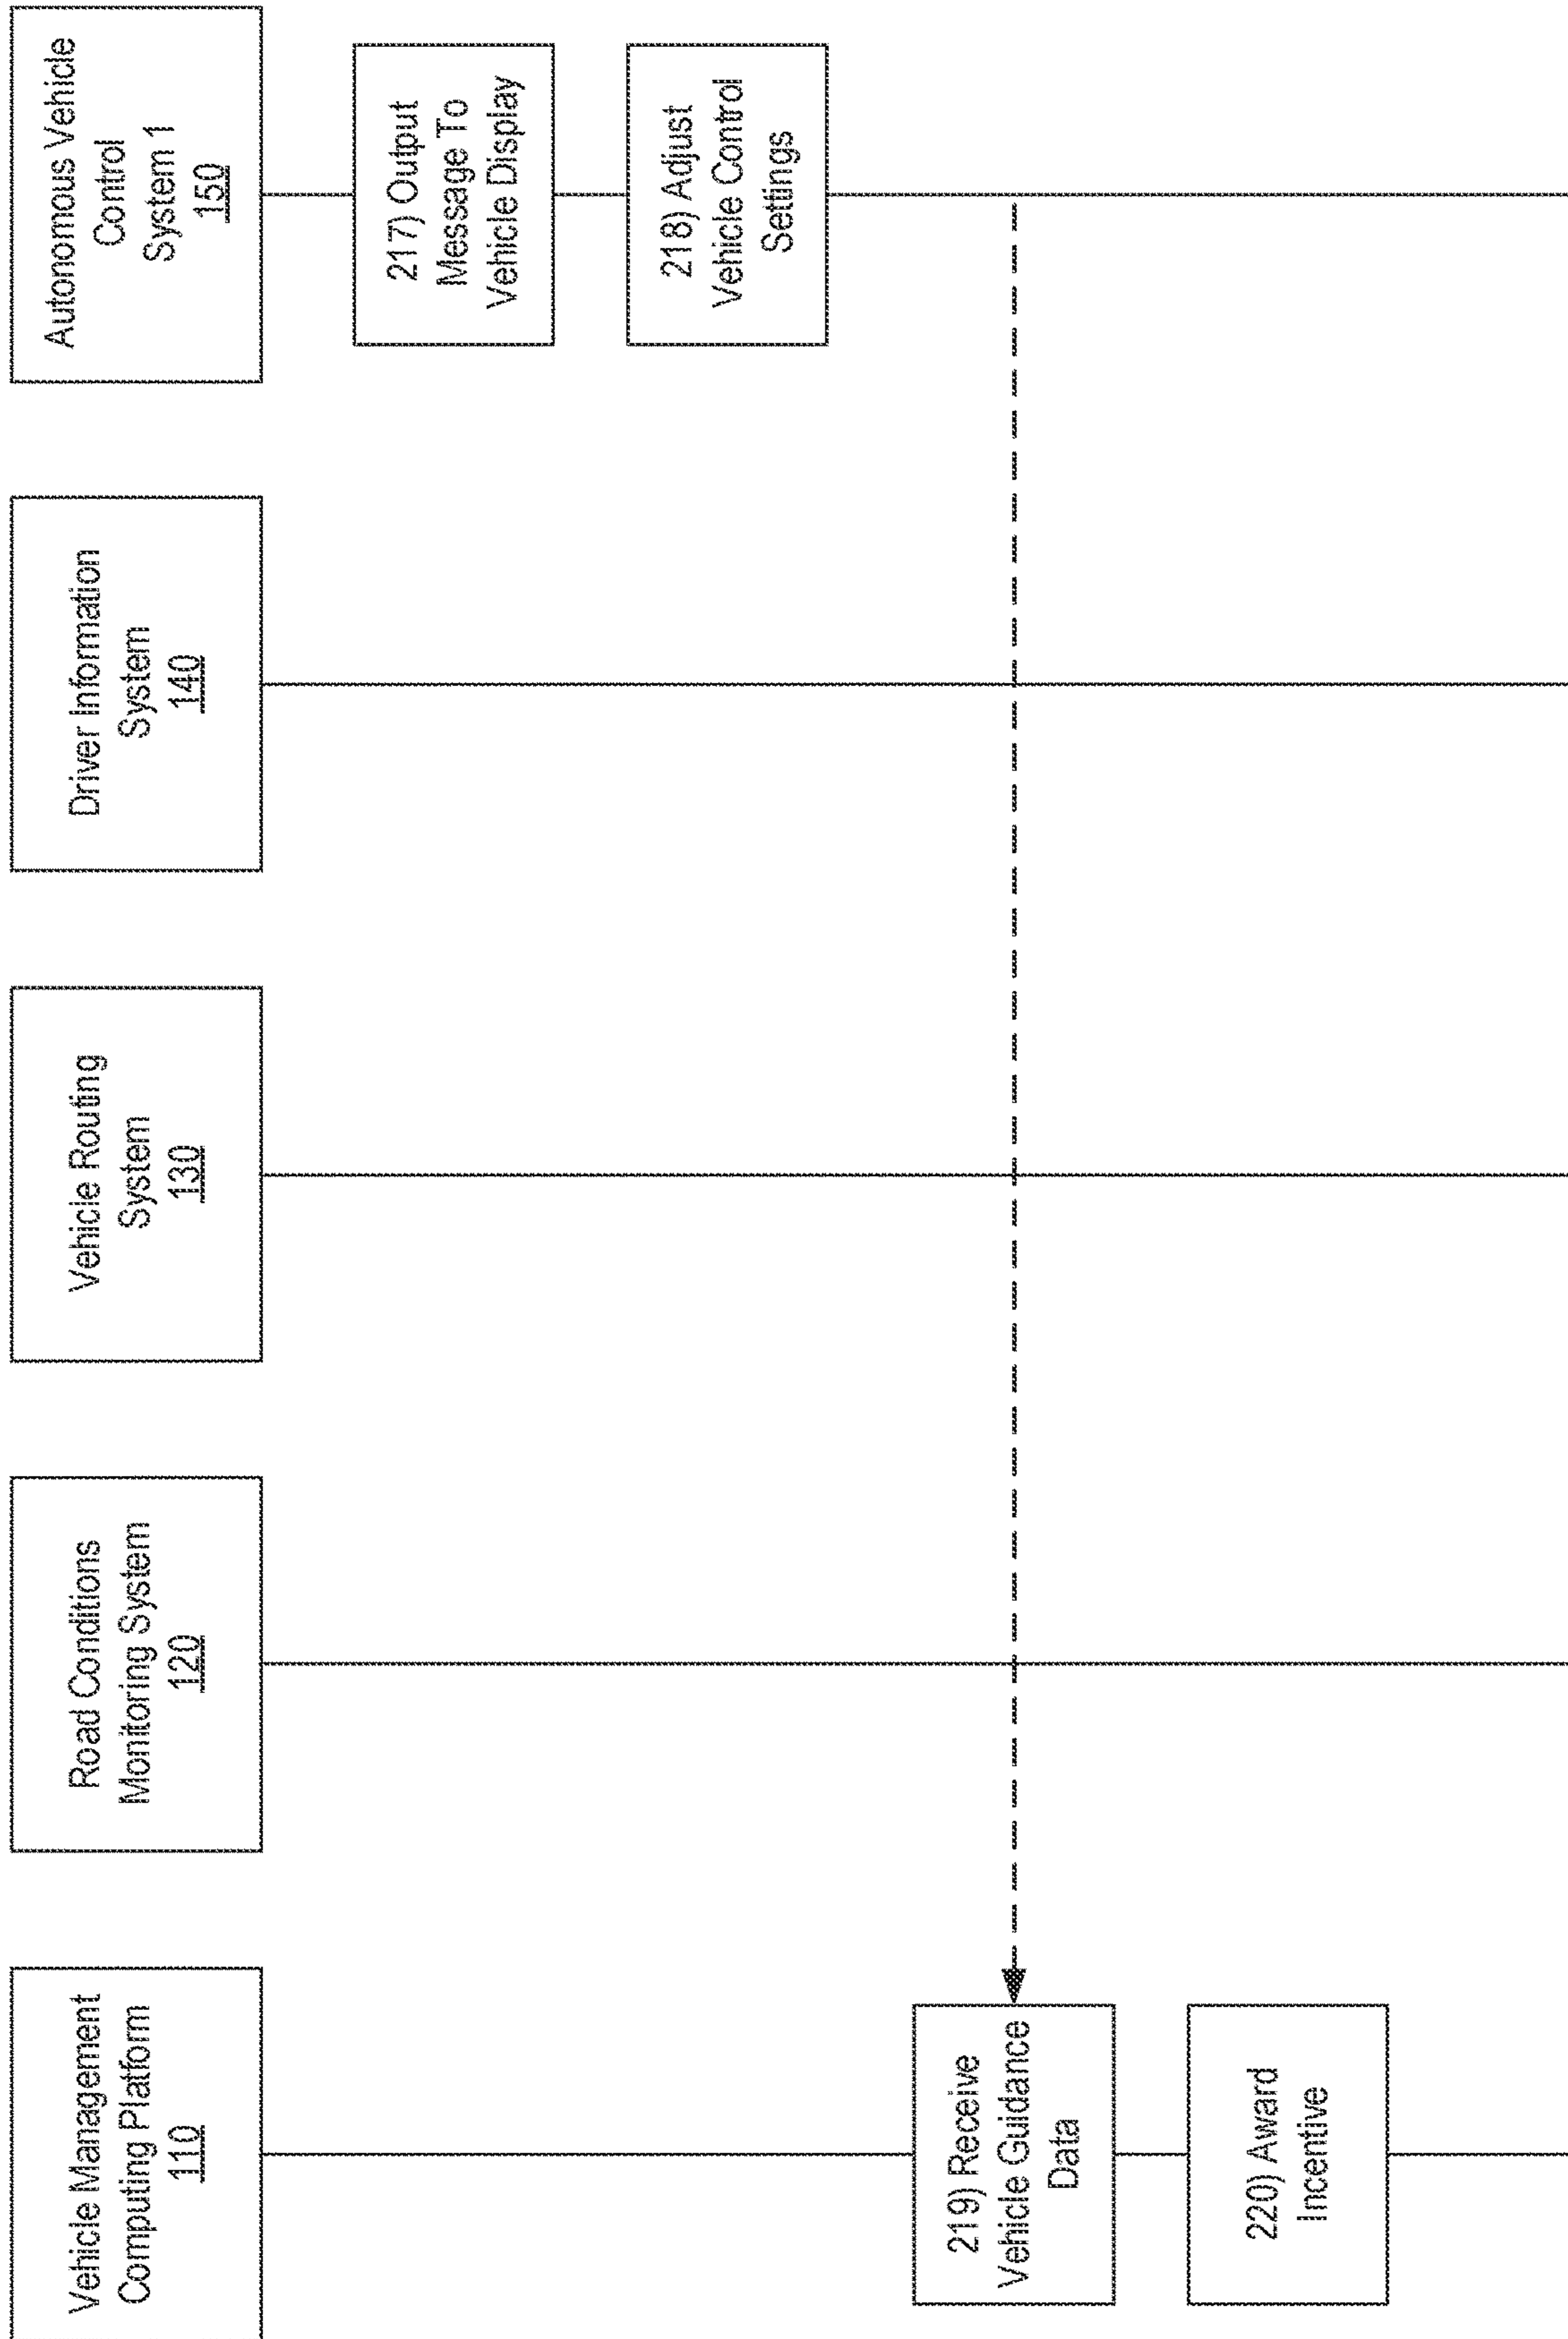 Vehicle Management
Computing Platform
110
Road Conditions
Monitoring System
120
Vehicle Routing
System
130
Driver Information
System
140
Autonomous Vehicle
Control
System 1
150
217) Output
Message To
Vehicle Display
218) Adjust
Vehicle Control
Settings
219) Receive
Vehicle Guidance
Data
220) Award
Incentive